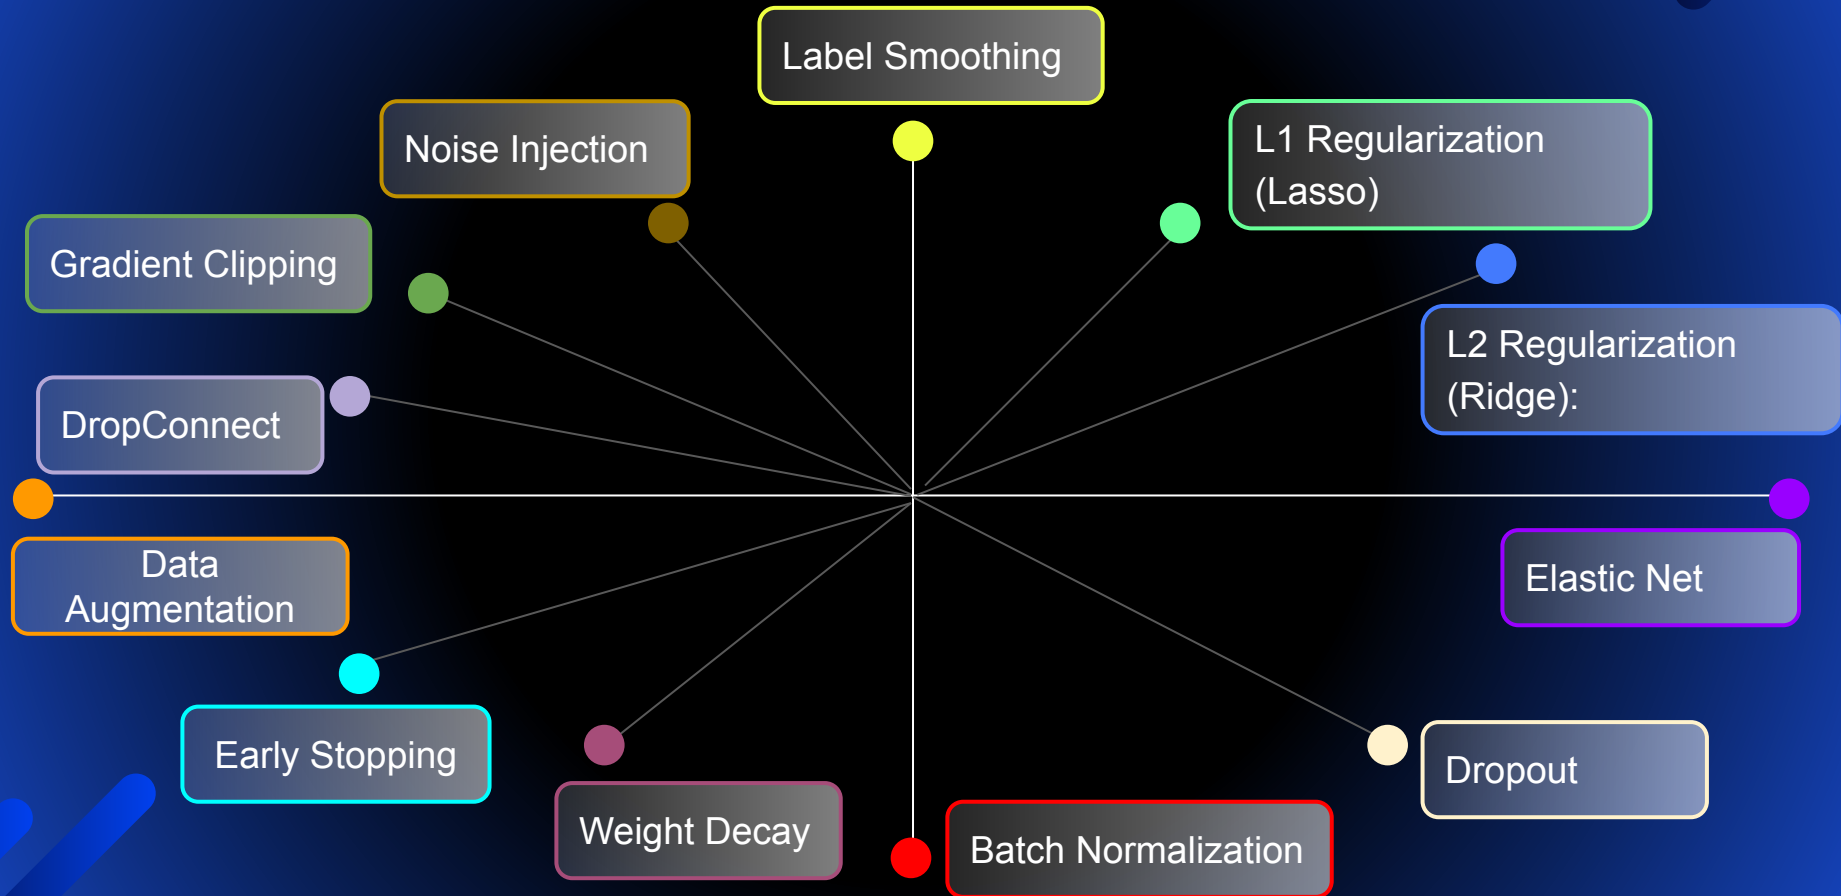 Label Smoothing
Noise Injection
L1 Regularization
(Lasso)
Gradient Clipping
L2 Regularization
(Ridge):
DropConnect
Data
Augmentation
Elastic Net
Early Stopping
Dropout
Weight Decay
Batch Normalization